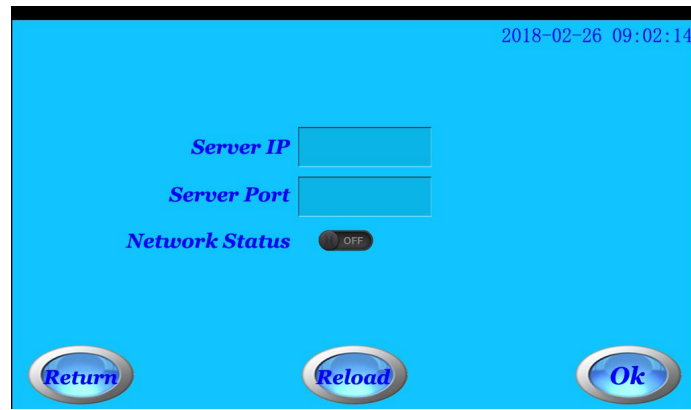 2018-02-26 09:02:14
Server IP
Server Port
Network Status OFF
Return Reload Ok